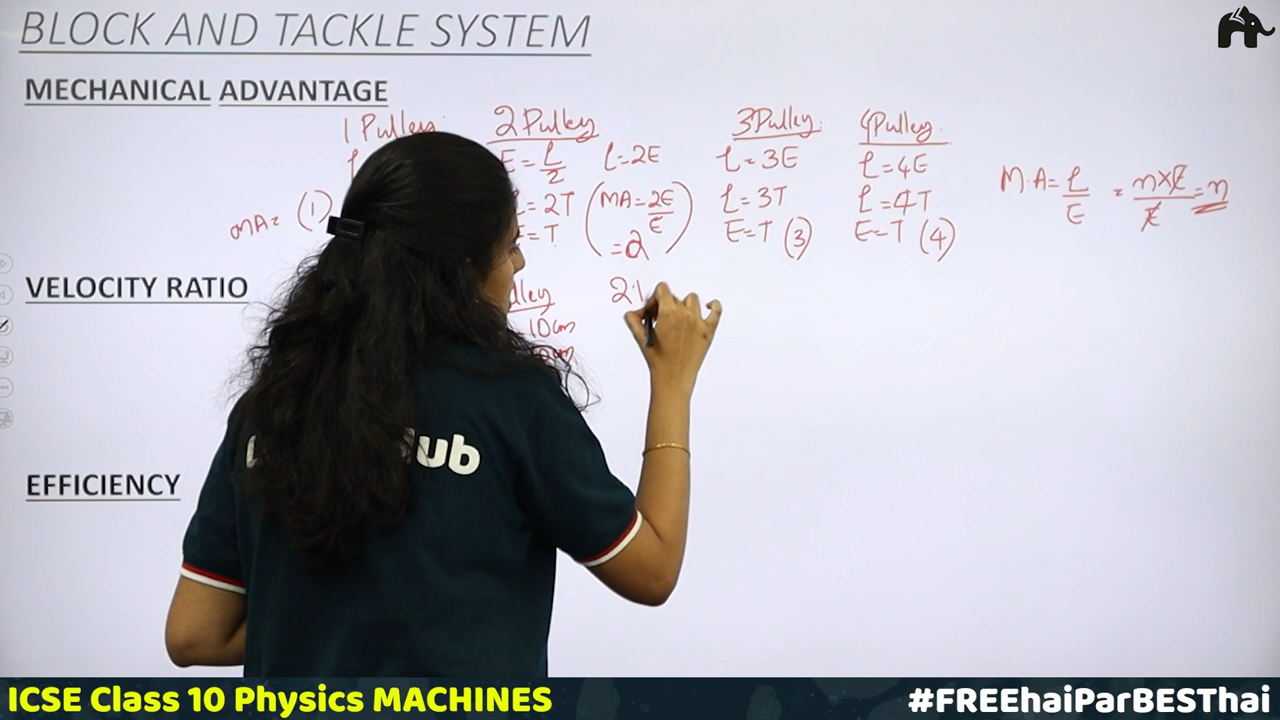 BLOCK AND TACKLE SYSTEM
MECHANICAL ADVANTAGE
1 Pulley 2 Pulley 3 Pulley 4 Pulley
E = L/2 L = 2E L = 3E L = 4E
MA = (1) = 2T (MA = 2E/E = 2) L = 3T L = 4T
= T E = T (3) E = T (4)
M.A = L/E = n×E/E = n
VELOCITY RATIO
10cm
EFFICIENCY
ub
ICSE Class 10 Physics MACHINES
#FREEhaiParBESThai